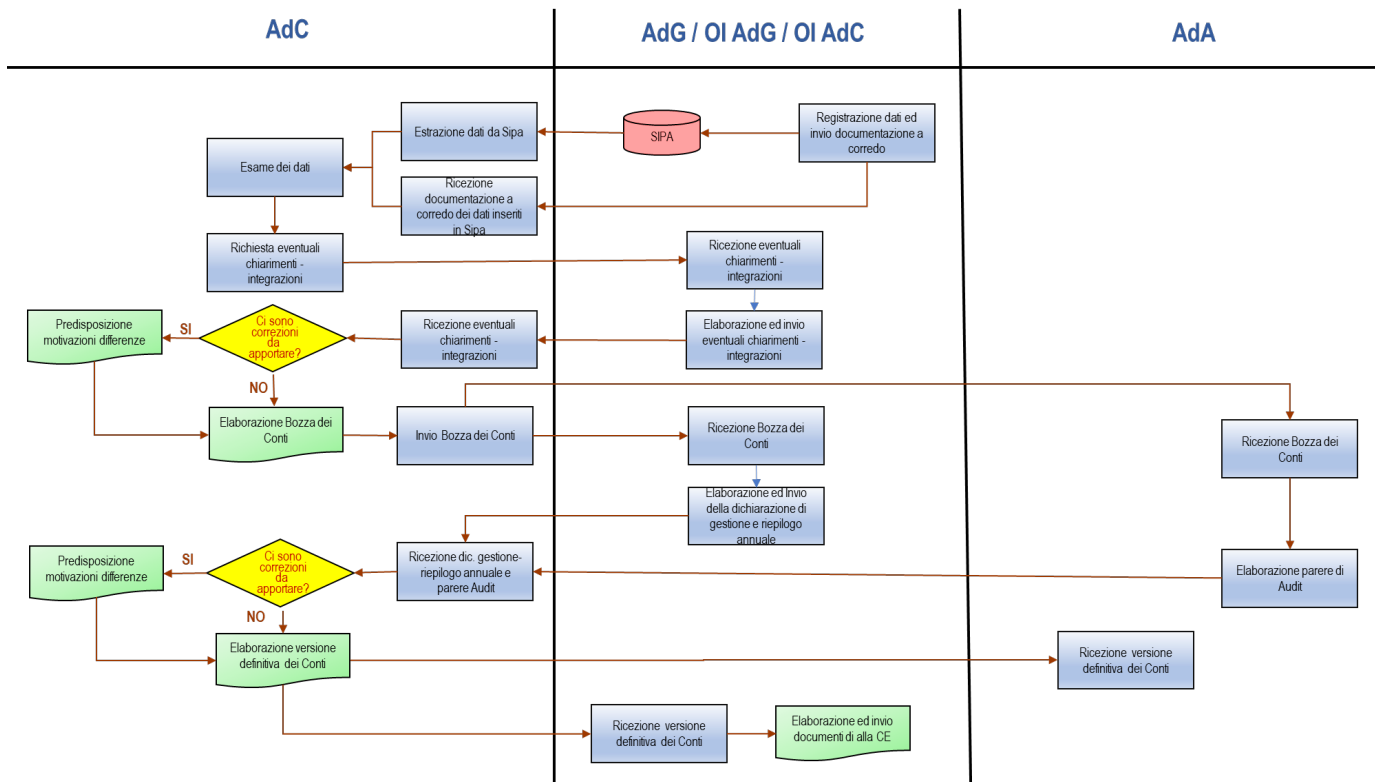 AdC
AdG / OI AdG / OI AdC
AdA
Estrazione dati da Sipa
SIPA
Registrazione dati ed
invio documentazione a
corredo
Esame dei dati
Ricezione
documentazione a
corredo dei dati inseriti
in Sipa
Richiesta eventuali
chiarimenti -
integrazioni
Ricezione eventuali
chiarimenti -
integrazioni
Predisposizione
motivazioni differenze
SI
Ci sono
correzioni
da
apportare?
Ricezione eventuali
chiarimenti -
integrazioni
Elaborazione ed invio
eventuali chiarimenti -
integrazioni
NO
Elaborazione Bozza dei
Conti
Invio Bozza dei Conti
Ricezione Bozza dei
Conti
Ricezione Bozza dei
Conti
Elaborazione ed Invio
della dichiarazione di
gestione e riepilogo
annuale
Predisposizione
motivazioni differenze
SI
Ci sono
correzioni
da
apportare?
Ricezione dic. gestione-
riepilogo annuale e
parere Audit
Elaborazione parere di
Audit
NO
Elaborazione versione
definitiva dei Conti
Ricezione versione
definitiva dei Conti
Ricezione versione
definitiva dei Conti
Elaborazione ed invio
documenti di alla CE